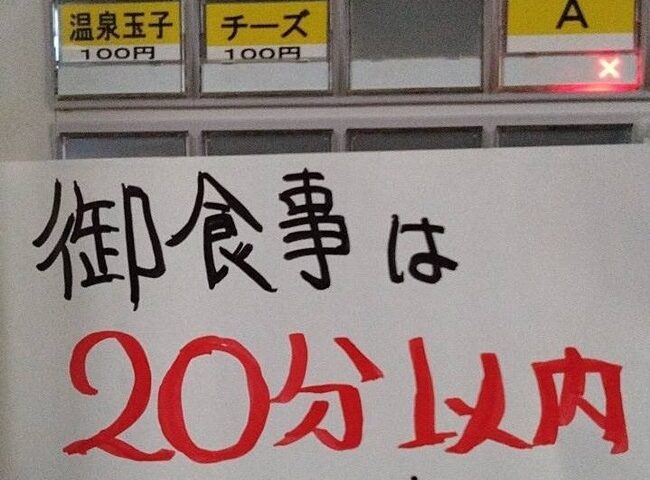 温泉玉子 チーズ A
100円 100円 ×
御食事は
20分以内